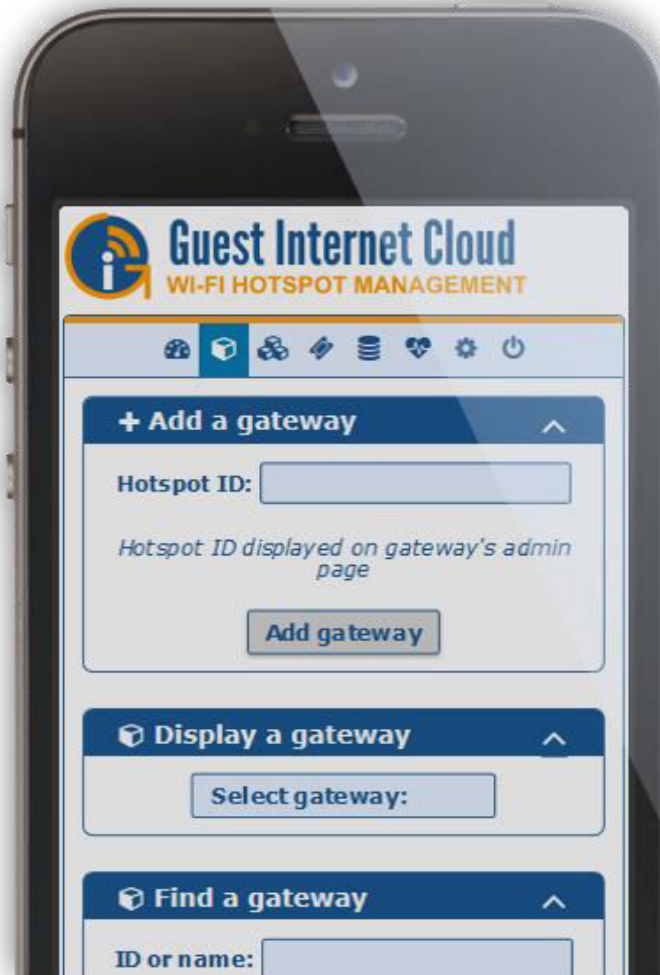 Guest Internet Cloud
WI-FI HOTSPOT MANAGEMENT
Add a gateway
Hotspot ID:
Hotspot ID displayed on gateway's admin
page
Add gateway
Display a gateway
Select gateway:
Find a gateway
ID or name: